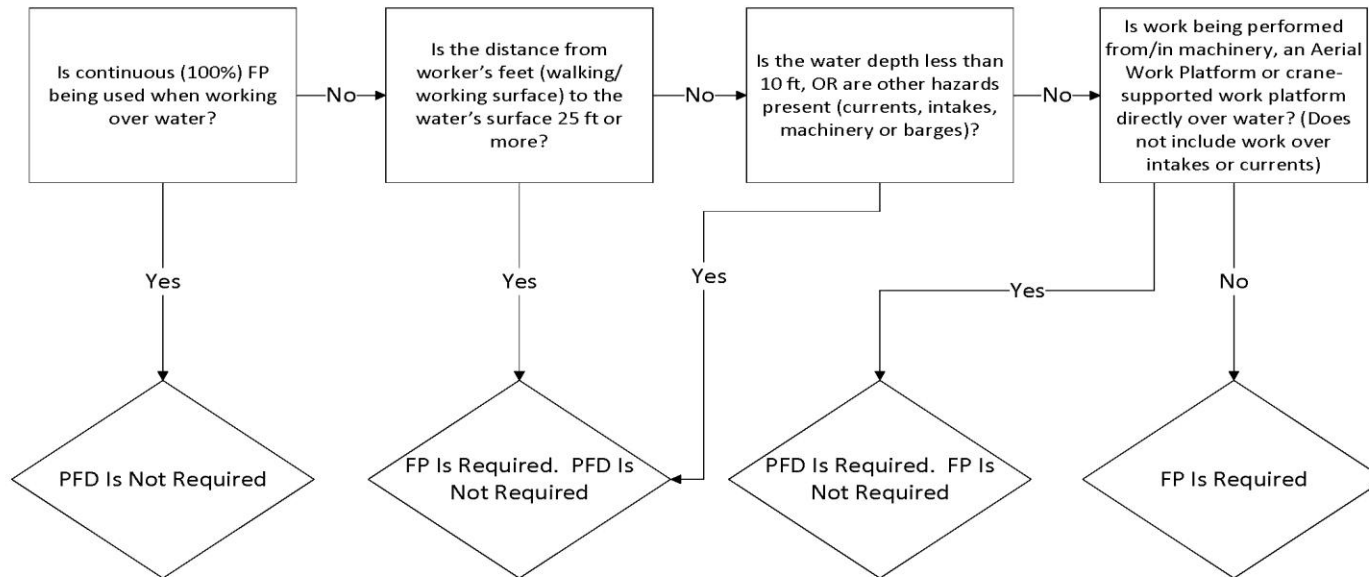 Is continuous (100%) FP
being used when working
over water?
No
Is the distance from
worker's feet (walking/
working surface) to the
water's surface 25 ft or
more?
No
Is the water depth less than
10 ft, OR are other hazards
present (currents, intakes,
machinery or barges)?
No
Is work being performed
from/in machinery, an Aerial
Work Platform or crane-
supported work platform
directly over water? (Does
not include work over
intakes or currents)
Yes
Yes
Yes
Yes
No
PFD Is Not Required
FP Is Required. PFD Is
Not Required
PFD Is Required. FP Is
Not Required
FP Is Required